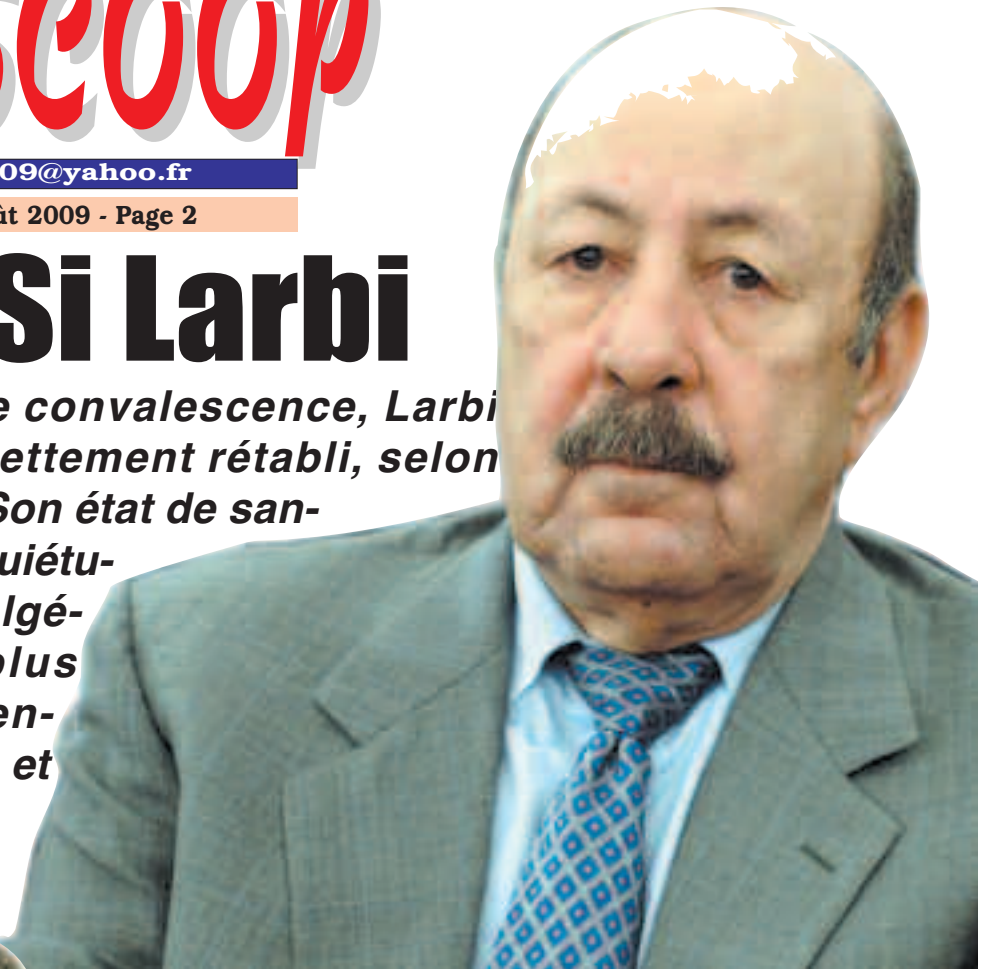 scoop
09@yahoo.fr
ût 2009 - Page 2
Si Larbi
e convalescence, Larbi
ettement rétabli, selon
Son état de san-
uiétu-
lgé-
plus
en-
et